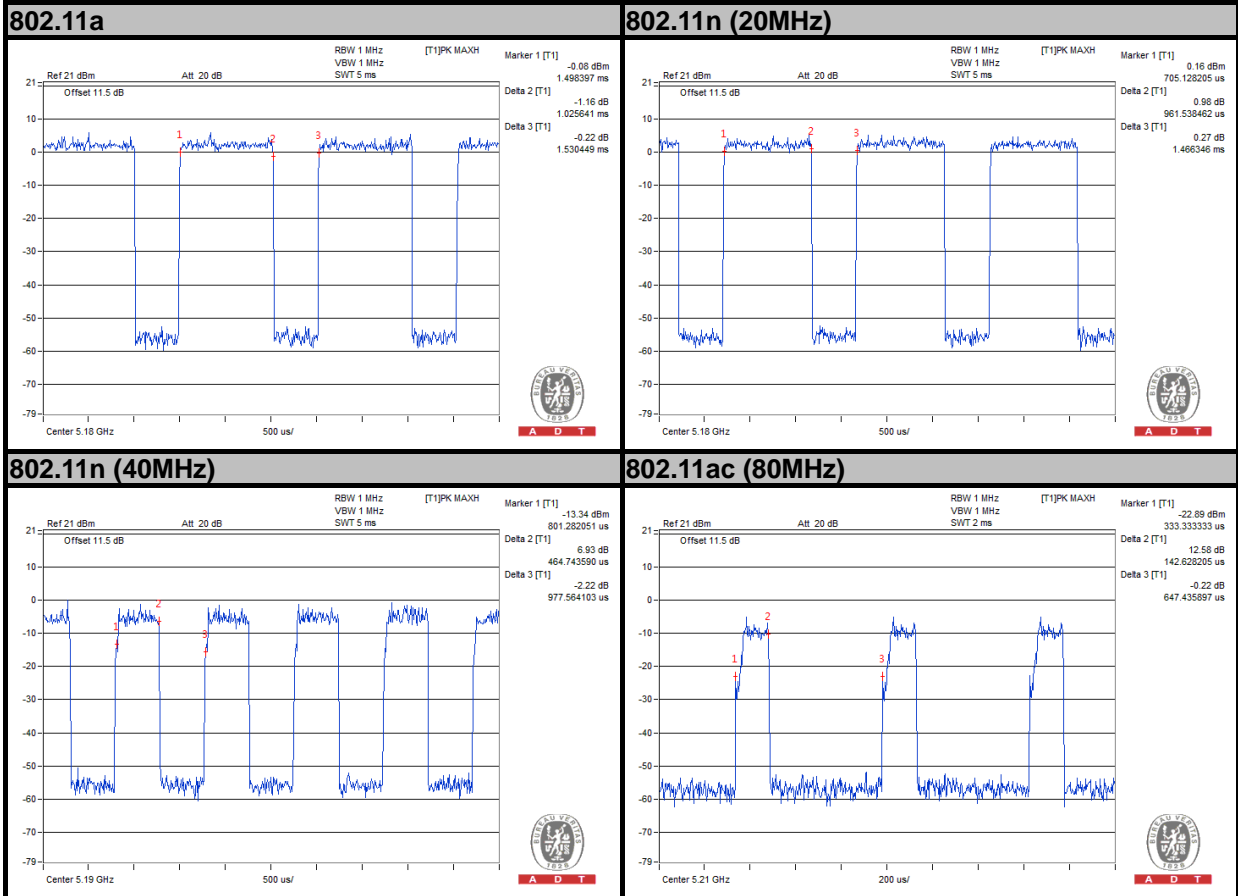 802.11a
RBW 1 MHz [T1]PK MAXH
VBW 1 MHz
Ref 21 dBm Att 20 dB SWT 5 ms
Marker 1 [T1]
-0.08 dBm
1.498397 ms
Delta 2 [T1]
-1.16 dB
1.025641 ms
Delta 3 [T1]
-0.22 dB
1.530449 ms
21
Offset 11.5 dB
10
0
-10
-20
-30
-40
-50
-60
-70
-79
1 2 3
Center 5.18 GHz 500 us/
BUREAU VERITAS
1828
A D T
802.11n (20MHz)
RBW 1 MHz [T1]PK MAXH
VBW 1 MHz
Ref 21 dBm Att 20 dB SWT 5 ms
Marker 1 [T1]
0.16 dBm
705.128205 us
Delta 2 [T1]
0.98 dB
961.538462 us
Delta 3 [T1]
0.27 dB
1.466346 ms
21
Offset 11.5 dB
10
0
-10
-20
-30
-40
-50
-60
-70
-79
1 2 3
Center 5.18 GHz 500 us/
BUREAU VERITAS
1828
A D T
802.11n (40MHz)
RBW 1 MHz [T1]PK MAXH
VBW 1 MHz
Ref 21 dBm Att 20 dB SWT 5 ms
Marker 1 [T1]
-13.34 dBm
801.282051 us
Delta 2 [T1]
6.93 dB
464.743590 us
Delta 3 [T1]
-2.22 dB
977.564103 us
21
Offset 11.5 dB
10
0
-10
-20
-30
-40
-50
-60
-70
-79
1 2 3
Center 5.19 GHz 500 us/
BUREAU VERITAS
1828
A D T
802.11ac (80MHz)
RBW 1 MHz [T1]PK MAXH
VBW 1 MHz
Ref 21 dBm Att 20 dB SWT 2 ms
Marker 1 [T1]
-22.89 dBm
333.333333 us
Delta 2 [T1]
12.58 dB
142.628205 us
Delta 3 [T1]
-0.22 dB
647.435897 us
21
Offset 11.5 dB
10
0
-10
-20
-30
-40
-50
-60
-70
-79
1 2 3
Center 5.21 GHz 200 us/
BUREAU VERITAS
1828
A D T